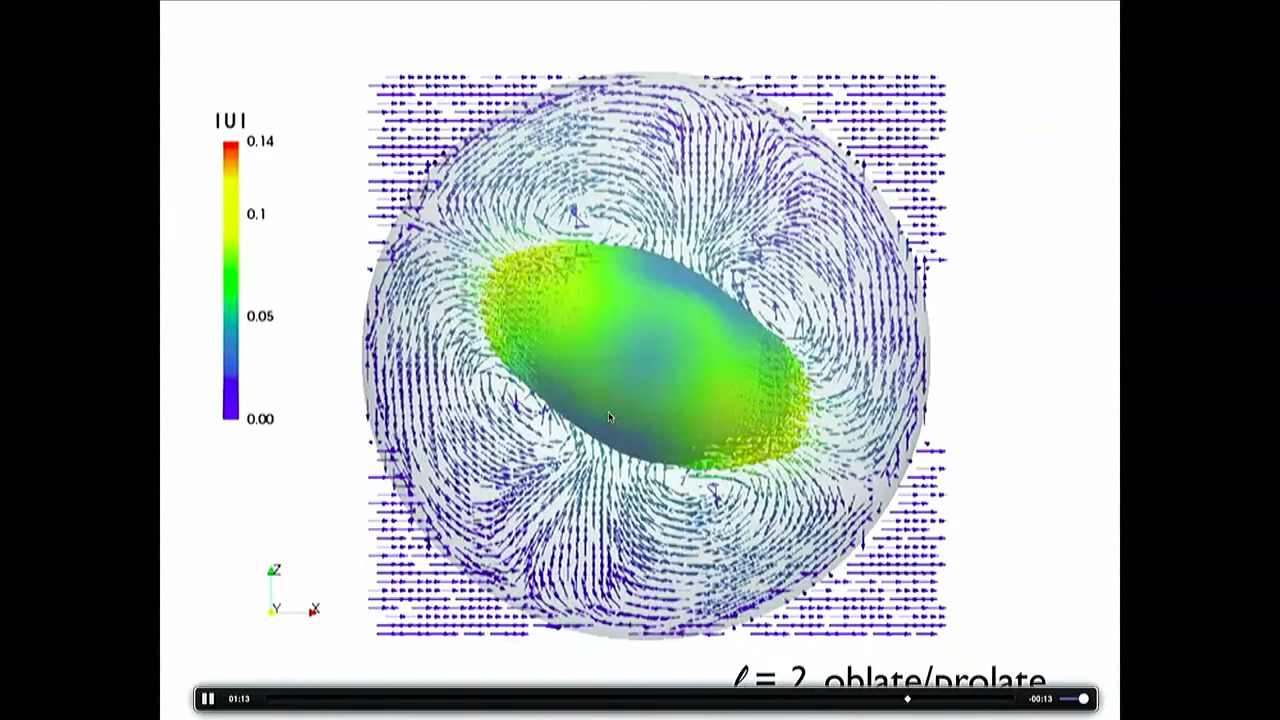 |U|
0.14
0.1
0.05
0.00
Z
Y X
ℓ = 2 oblate/prolate
01:13 -00:13